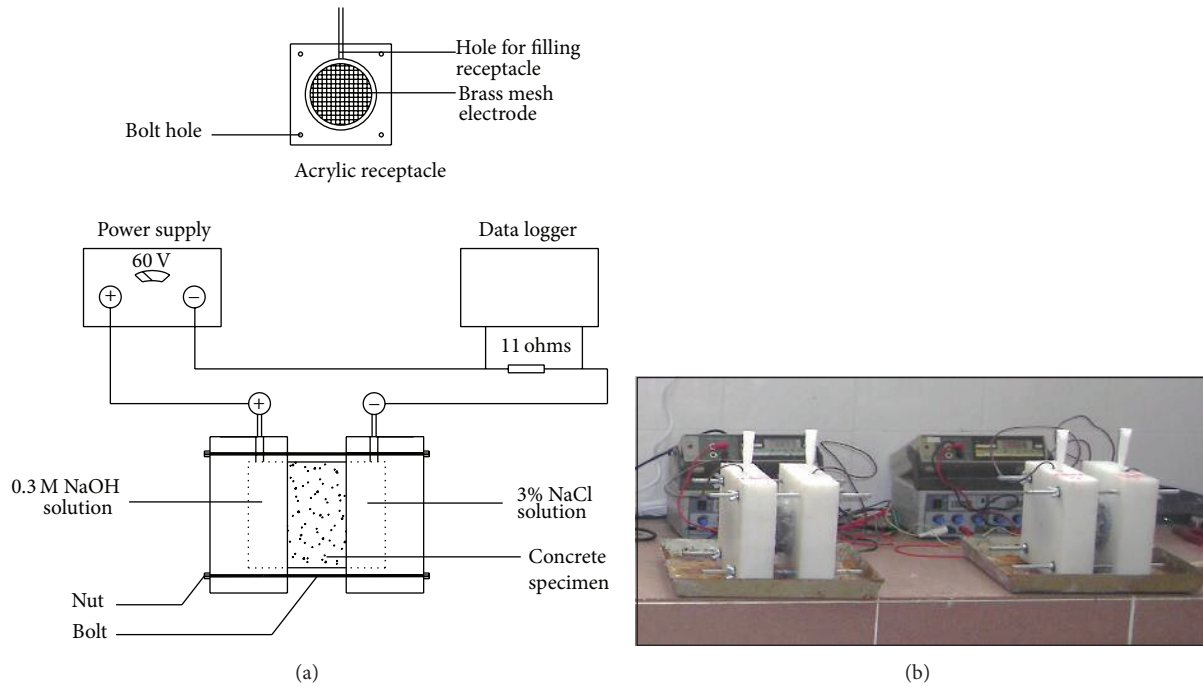 Hole for filling
receptacle
Brass mesh
electrode
Bolt hole
Acrylic receptacle
Power supply
Data logger
60 V
+
−
11 ohms
+
−
0.3 M NaOH
solution
3% NaCl
solution
Concrete
specimen
Nut
Bolt
(a)
(b)